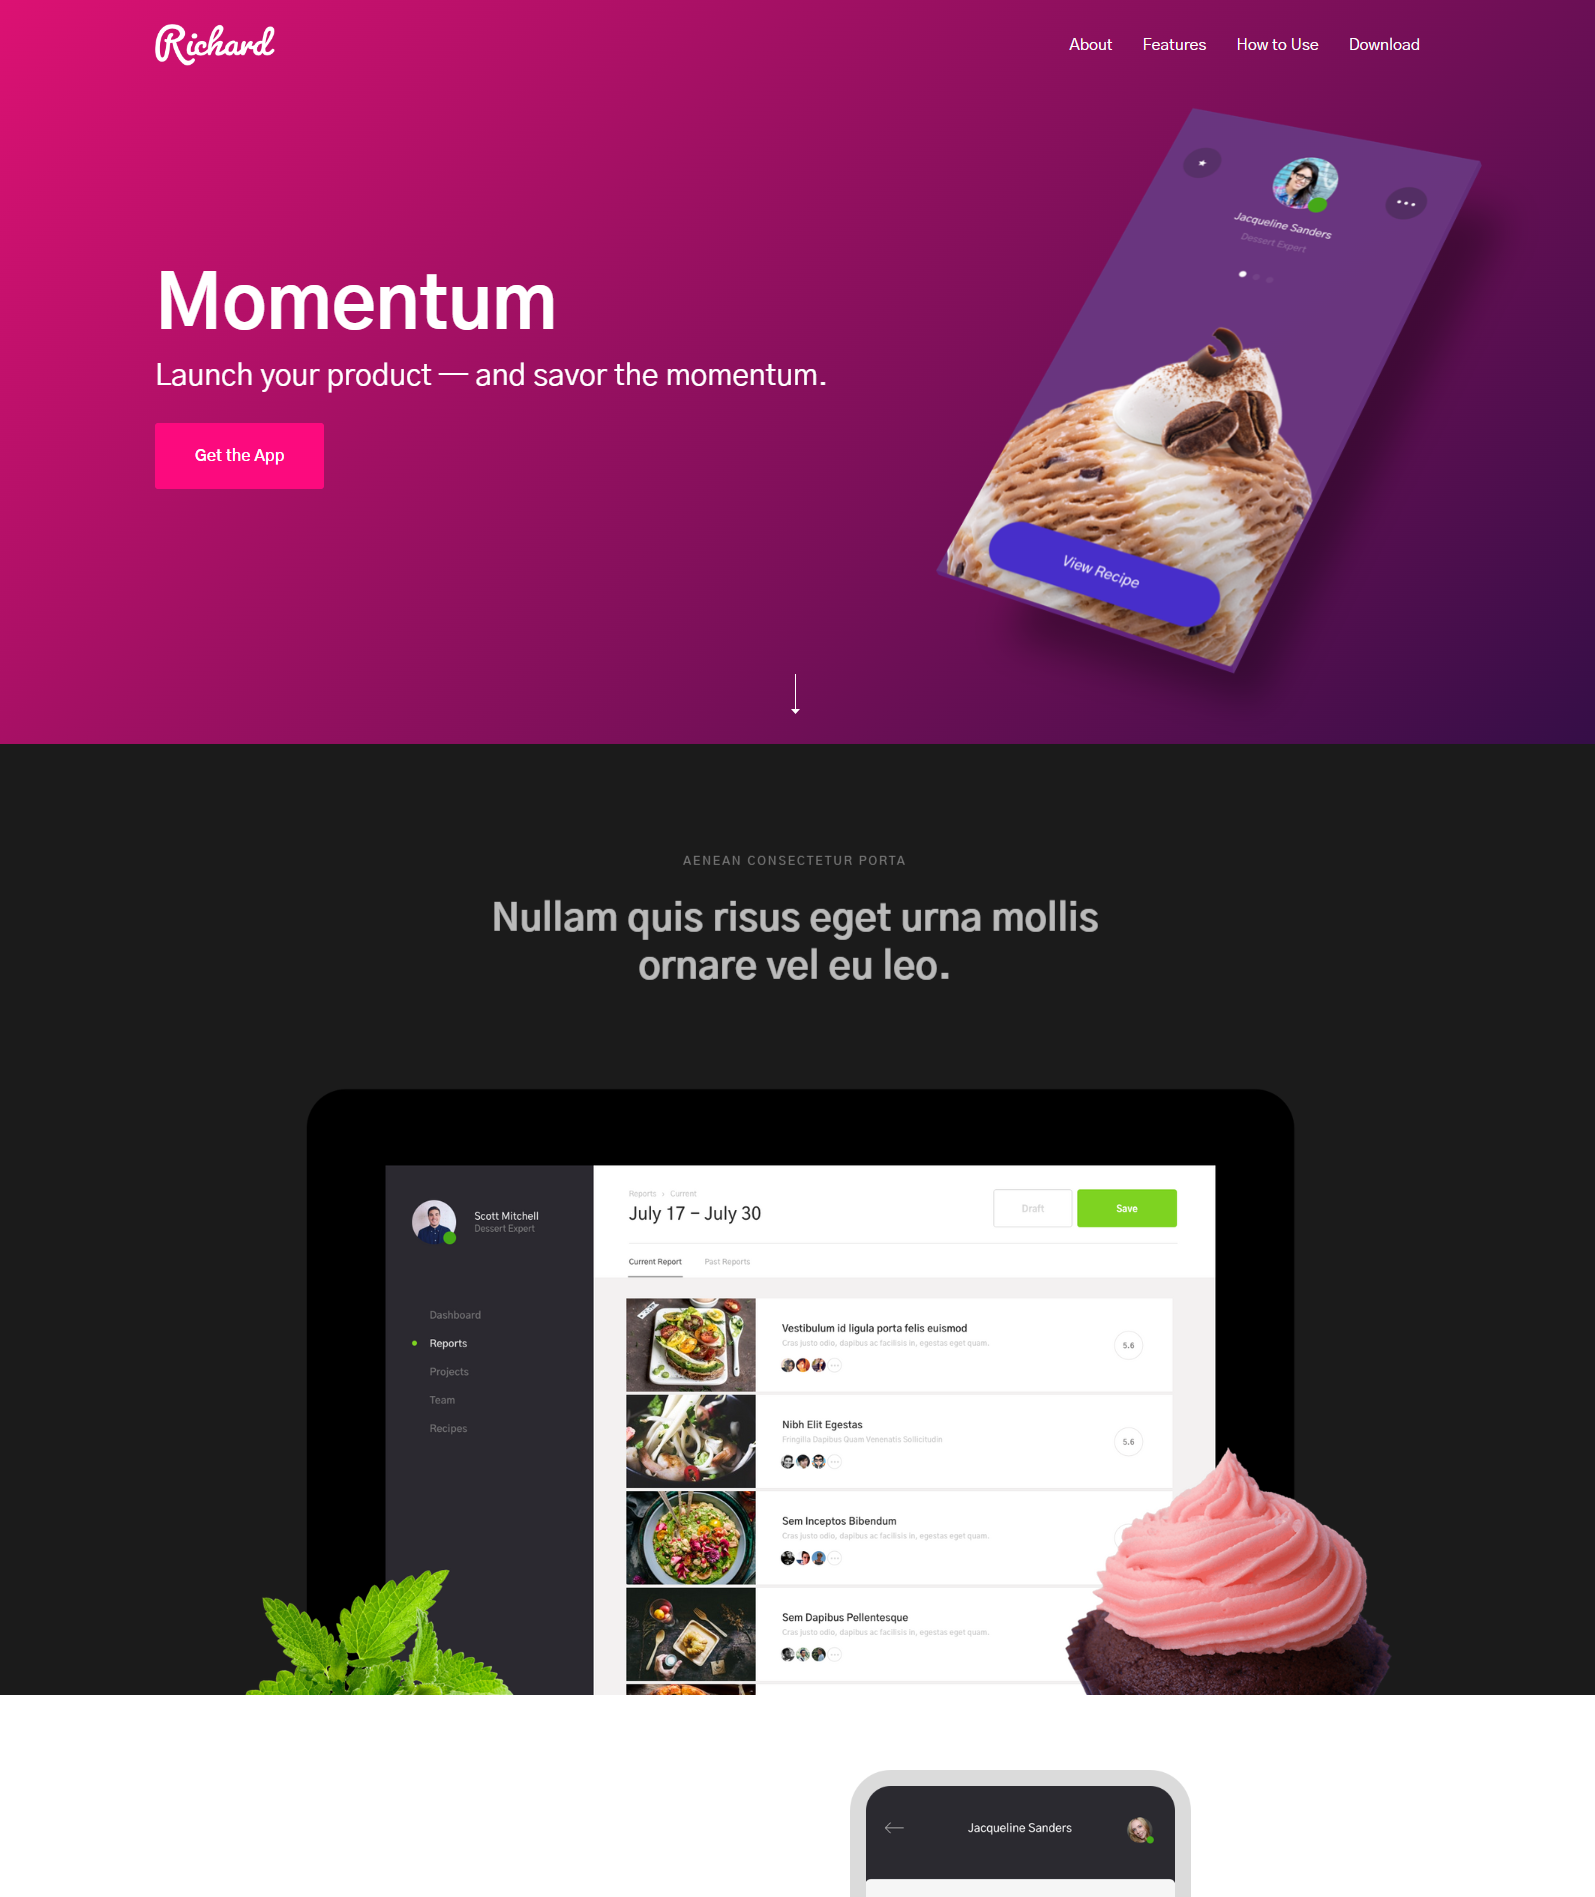 Richard
About
Features
How to Use
Download
Jacqueline Sanders
Dessert Expert
Momentum
Launch your product — and savor the momentum.
Get the App
View Recipe
AENEAN CONSECTETUR PORTA
Nullam quis risus eget urna mollis
ornare vel eu leo.
Scott Mitchell
Dessert Expert
Dashboard
Reports
Projects
Team
Recipes
Reports › Current
July 17 – July 30
Draft
Save
Current Report
Past Reports
Vestibulum id ligula porta felis euismod
Cras justo odio, dapibus ac facilisis in, egestas eget quam.
5.6
Nibh Elit Egestas
Fringilla Dapibus Quam Venenatis Sollicitudin
5.6
Sem Inceptos Bibendum
Cras justo odio, dapibus ac facilisis in, egestas eget quam.
Sem Dapibus Pellentesque
Cras justo odio, dapibus ac facilisis in, egestas eget quam.
Jacqueline Sanders